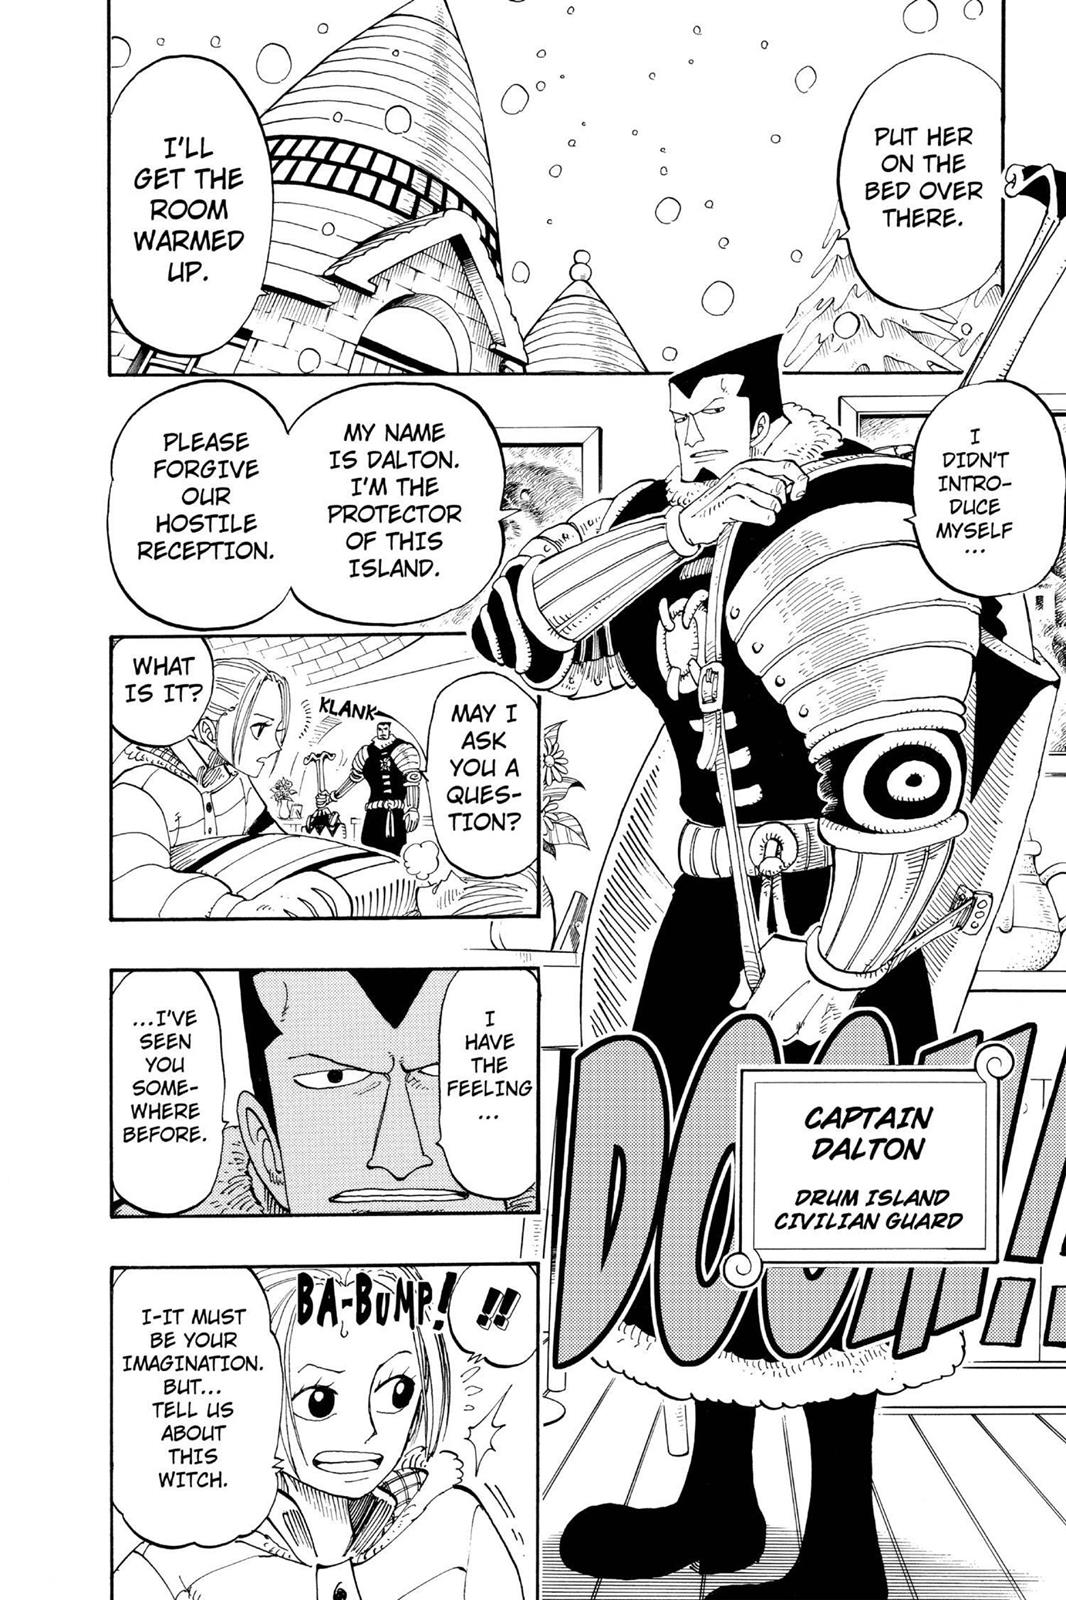 PUT HER
ON THE
BED OVER
THERE.
I'LL
GET THE
ROOM
WARMED
UP.
I
DIDN'T
INTRO-
DUCE
MYSELF
...
MY NAME
IS DALTON.
I'M THE
PROTECTOR
OF THIS
ISLAND.
PLEASE
FORGIVE
OUR
HOSTILE
RECEPTION.
DOOM!!
CAPTAIN
DALTON
DRUM ISLAND
CIVILIAN GUARD
MAY I
ASK
YOU A
QUES-
TION?
KLANK
WHAT
IS IT?
I
HAVE
THE
FEELING
...
...I'VE
SEEN
YOU
SOME-
WHERE
BEFORE.
!!
BA-BUMP!
I-IT MUST
BE YOUR
IMAGINATION.
BUT...
TELL US
ABOUT
THIS
WITCH.